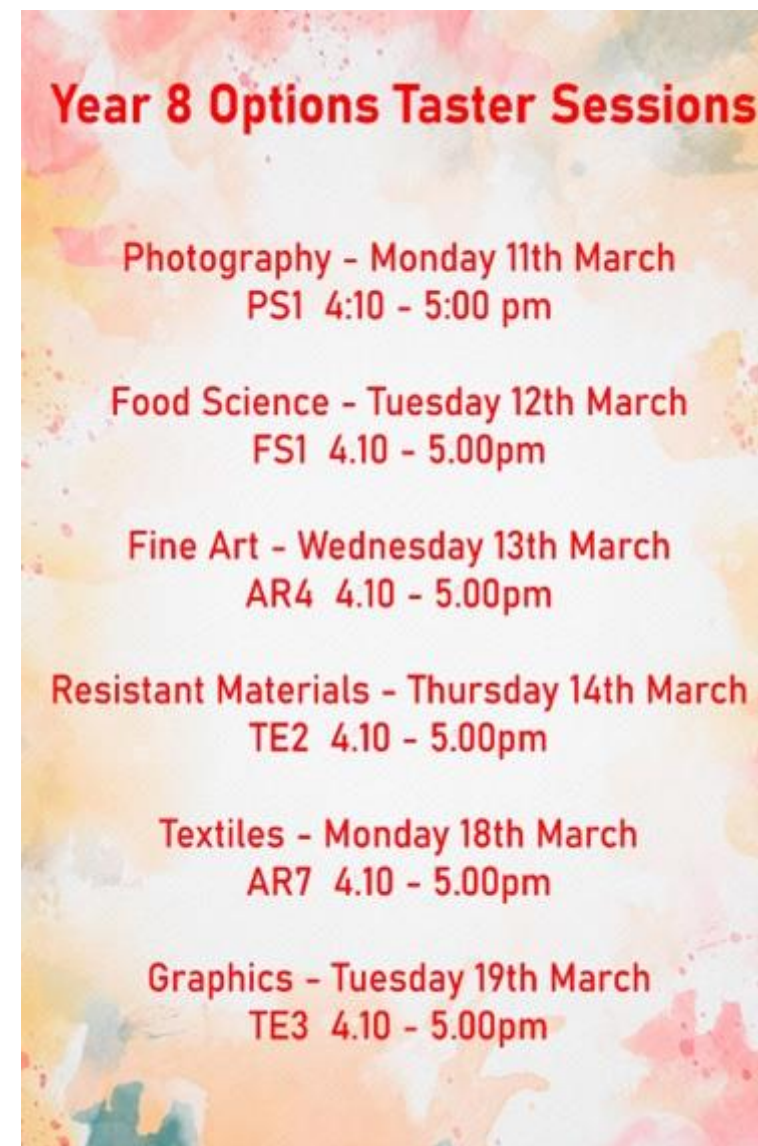 Year 8 Options Taster Sessions
Photography - Monday 11th March
PS1 4:10 - 5:00 pm
Food Science - Tuesday 12th March
FS1 4.10 - 5.00pm
Fine Art - Wednesday 13th March
AR4 4.10 - 5.00pm
Resistant Materials - Thursday 14th March
TE2 4.10 - 5.00pm
Textiles - Monday 18th March
AR7 4.10 - 5.00pm
Graphics - Tuesday 19th March
TE3 4.10 - 5.00pm